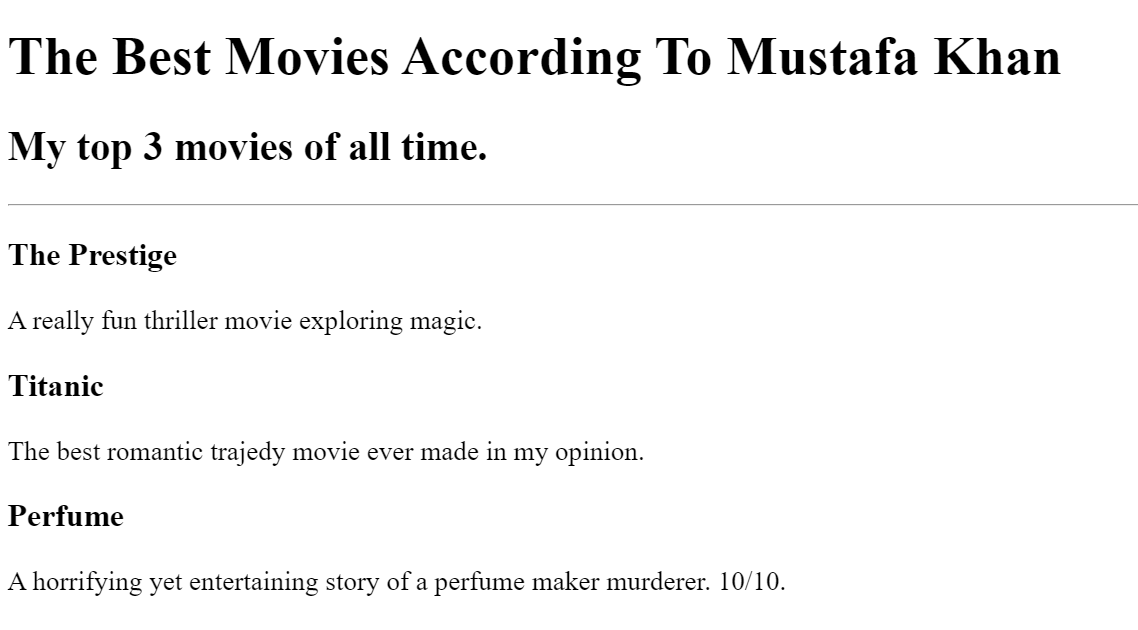 The Best Movies According To Mustafa Khan
My top 3 movies of all time.
The Prestige
A really fun thriller movie exploring magic.
Titanic
The best romantic trajedy movie ever made in my opinion.
Perfume
A horrifying yet entertaining story of a perfume maker murderer. 10/10.